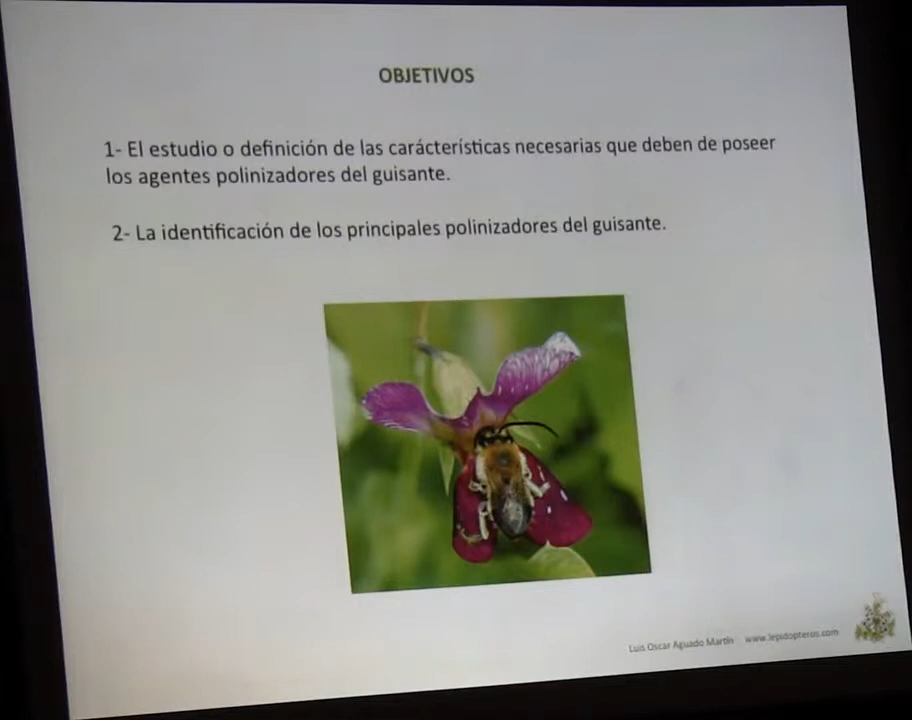 OBJETIVOS
1- El estudio o definición de las carácterísticas necesarias que deben de poseer
los agentes polinizadores del guisante.
2- La identificación de los principales polinizadores del guisante.
Luis Oscar Aguado Martín www.lepidopteros.com